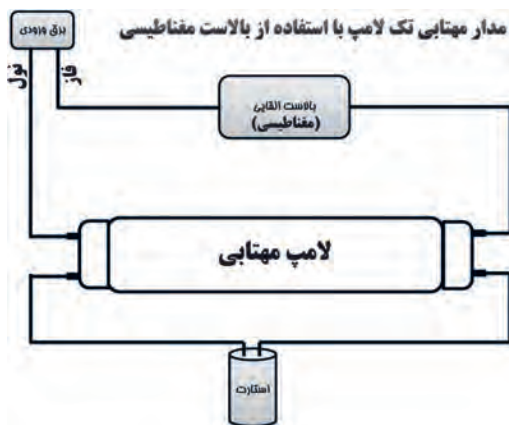 مدار مهتابی تک لامپ با استفاده از بالاست مغناطیسی
برق ورودی
نول
فاز
بالاست القایی
(مغناطیسی)
لامپ مهتابی
استارت